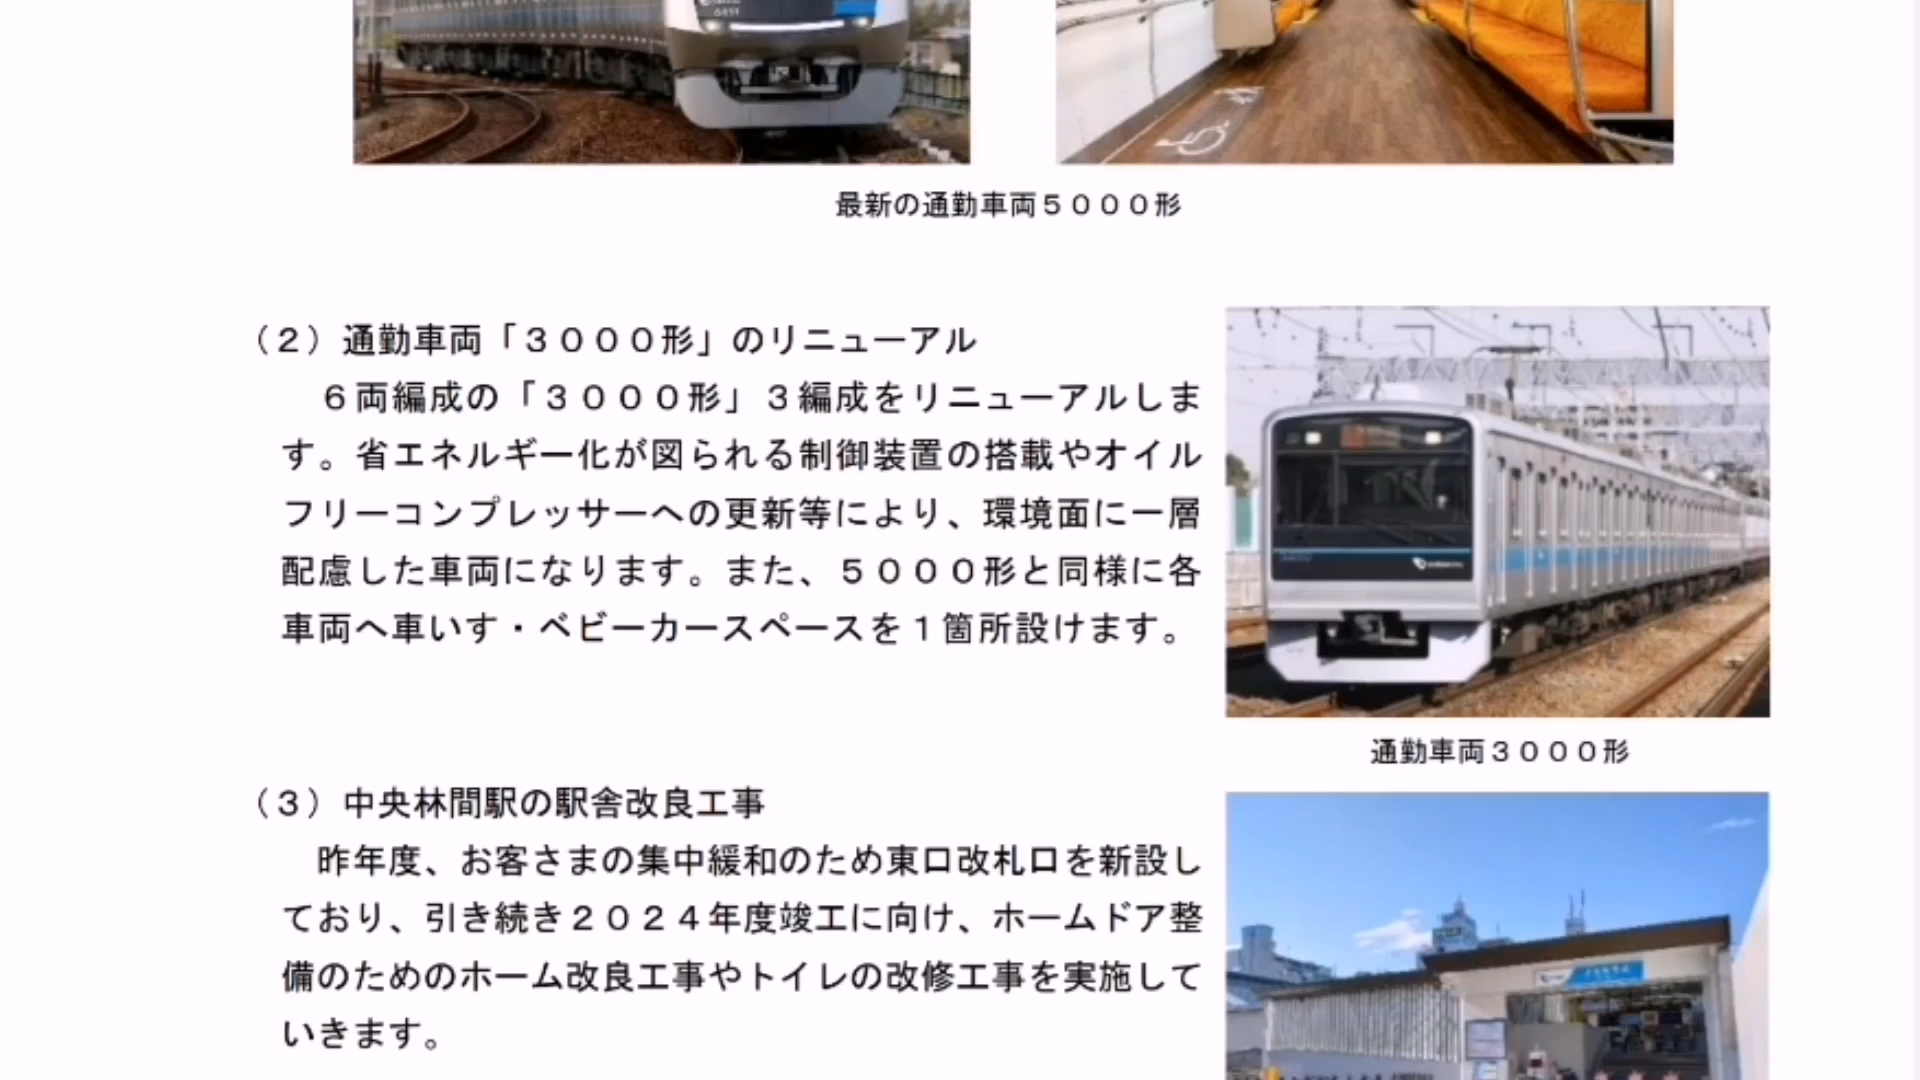 最新の通勤車両５０００形
（２）通勤車両「３０００形」のリニューアル
６両編成の「３０００形」３編成をリニューアルしま
す。省エネルギー化が図られる制御装置の搭載やオイル
フリーコンプレッサーへの更新等により、環境面に一層
配慮した車両になります。また、５０００形と同様に各
車両へ車いす・ベビーカースペースを１箇所設けます。
通勤車両３０００形
（３）中央林間駅の駅舎改良工事
昨年度、お客さまの集中緩和のため東口改札口を新設し
ており、引き続き２０２４年度竣工に向け、ホームドア整
備のためのホーム改良工事やトイレの改修工事を実施して
いきます。